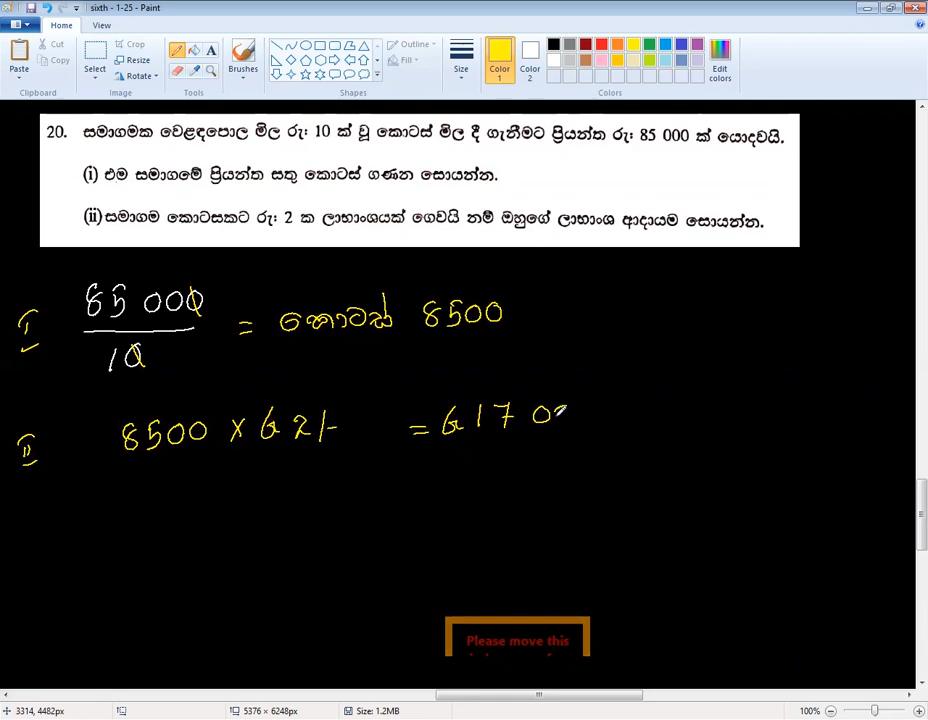 sixth - 1-25 - Paint
Home View
Paste Cut Copy Select Crop Resize Rotate Brushes Outline Fill Size Color 1 Color 2 Edit colors
Clipboard Image Tools Shapes Colors
20. සමාගමක වෙළඳපොල මිල රු: 10 ක් වූ කොටස් මිල දී ගැනීමට ප්‍රියන්ත රු: 85 000 ක් යොදවයි.
(i) එම සමාගමේ ප්‍රියන්ත සතු කොටස් ගණන සොයන්න.
(ii) සමාගම කොටසකට රු: 2 ක ලාභාංශයක් ගෙවයි නම් ඔහුගේ ලාභාංශ ආදායම සොයන්න.
I 85 000
10 = කොටස් 8500
II 8500 × රු 2/- = රු 17 00
Please move this
3314, 4482px 5376 × 6248px Size: 1.2MB 100%